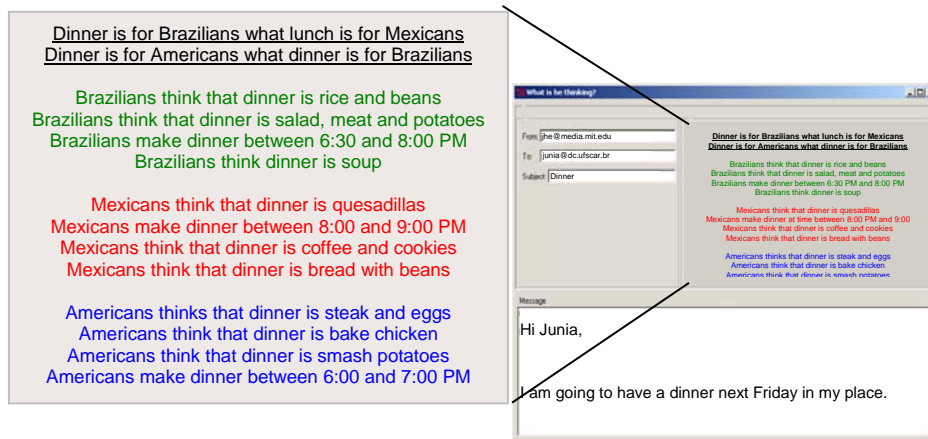 Dinner is for Brazilians what lunch is for Mexicans
Dinner is for Americans what dinner is for Brazilians
Brazilians think that dinner is rice and beans
Brazilians think that dinner is salad, meat and potatoes
Brazilians make dinner between 6:30 and 8:00 PM
Brazilians think dinner is soup
Mexicans think that dinner is quesadillas
Mexicans make dinner between 8:00 and 9:00 PM
Mexicans think that dinner is coffee and cookies
Mexicans think that dinner is bread with beans
Americans thinks that dinner is steak and eggs
Americans think that dinner is bake chicken
Americans think that dinner is smash potatoes
Americans make dinner between 6:00 and 7:00 PM
What is he thinking?
From: jhe@media.mit.edu
To: junia@dc.ufscar.br
Subject: Dinner
Dinner is for Brazilians what lunch is for Mexicans
Dinner is for Americans what dinner is for Brazilians
Brazilians think that dinner is rice and beans
Brazilians think that dinner is salad, meat and potatoes
Brazilians make dinner between 6:30 PM and 8:00 PM
Brazilians think dinner is soup
Mexicans think that dinner is quesadillas
Mexicans make dinner at time between 8:00 PM and 9:00
Mexicans think that dinner is coffee and cookies
Mexicans think that dinner is bread with beans
Americans thinks that dinner is steak and eggs
Americans think that dinner is bake chicken
Americans think that dinner is smash potatoes
Message
Hi Junia,
I am going to have a dinner next Friday in my place.